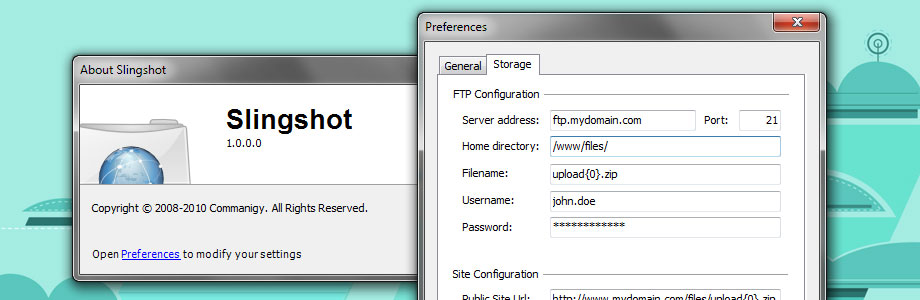 About Slingshot
Slingshot
1.0.0.0
Copyright © 2008-2010 Commanigy. All Rights Reserved.
Open Preferences to modify your settings
Preferences
General Storage
FTP Configuration
Server address: ftp.mydomain.com Port: 21
Home directory: /www/files/
Filename: upload{0}.zip
Username: john.doe
Password: ************
Site Configuration
Public Site Url: http://www.mydomain.com/files/upload{0}.zip